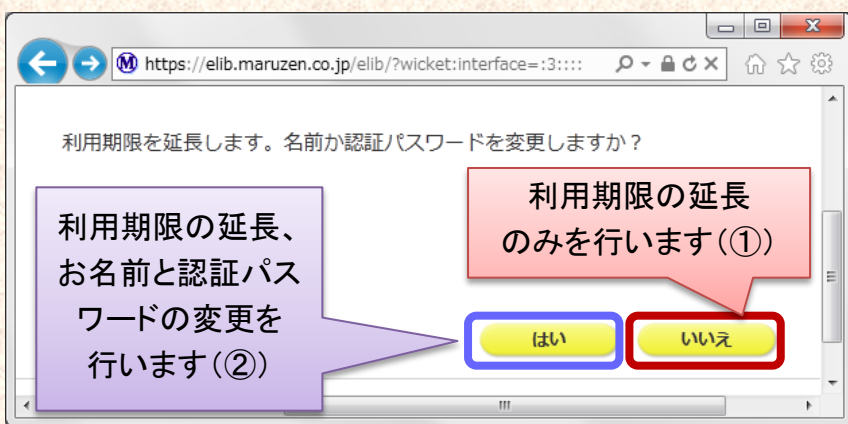 https://elib.maruzen.co.jp/elib/?wicket:interface=:3::::
利用期限を延長します。名前か認証パスワードを変更しますか？
利用期限の延長
のみを行います（①）
利用期限の延長、
お名前と認証パス
ワードの変更を
行います（②）
はい
いいえ